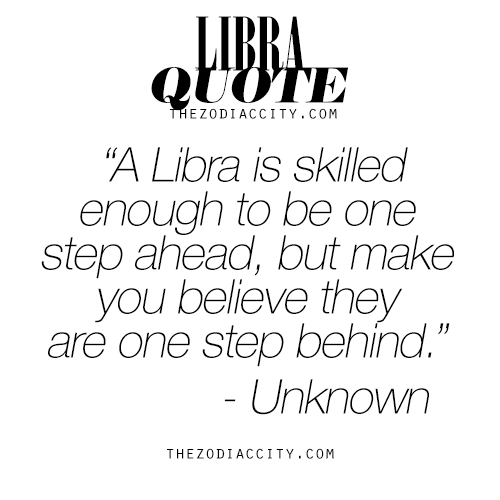 LIBRA
QUOTE
THEZODIACCITY.COM
“A Libra is skilled
enough to be one
step ahead, but make
you believe they
are one step behind.”
- Unknown
THEZODIACCITY.COM